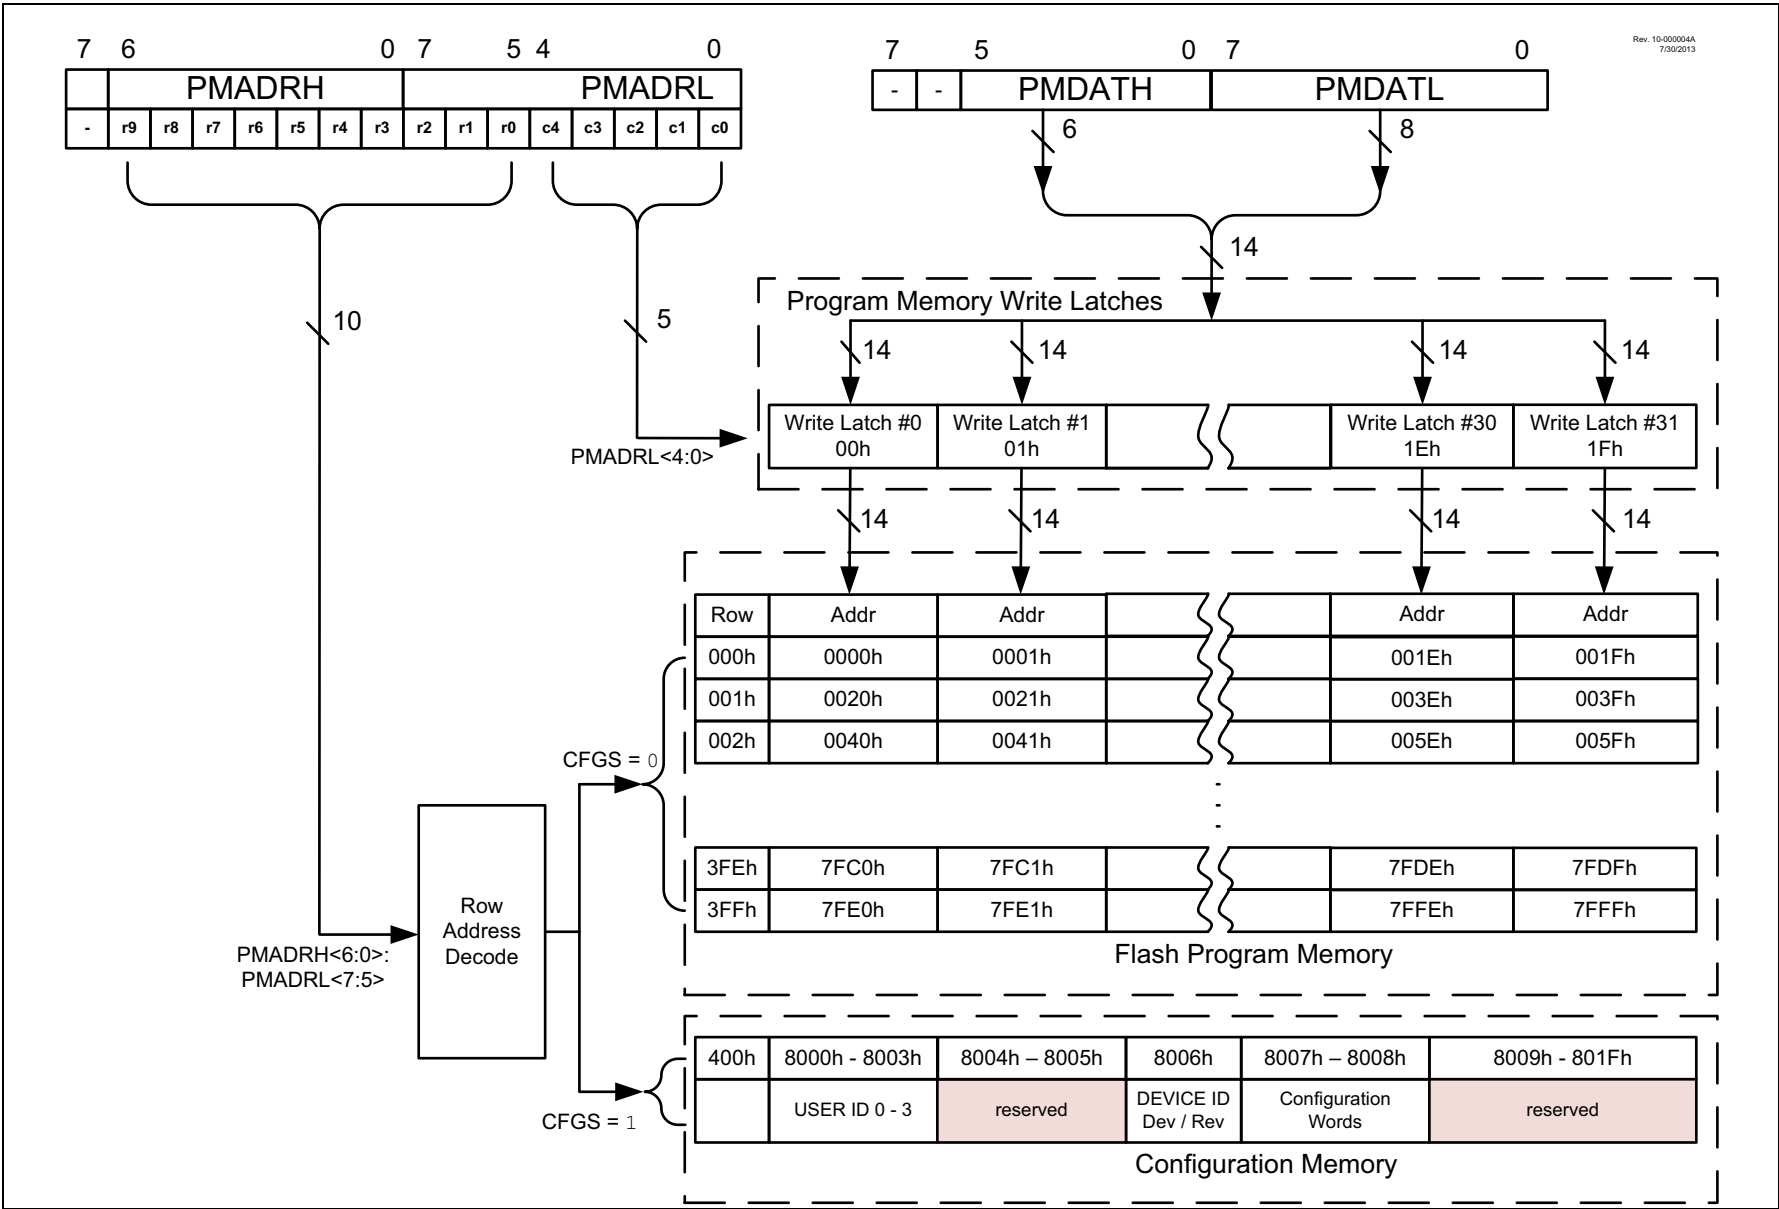 7 6 0 7 5 4 0
PMADRH PMADRL
- r9 r8 r7 r6 r5 r4 r3 r2 r1 r0 c4 c3 c2 c1 c0
7 5 0 7 0
- - PMDATH PMDATL
Rev. 10-000004A
7/30/2013
6 8
14
10
5
PMADRL<4:0>
Program Memory Write Latches
14 14 14 14
Write Latch #0 Write Latch #1 Write Latch #30 Write Latch #31
00h 01h 1Eh 1Fh
14 14 14 14
Row Addr Addr Addr Addr
000h 0000h 0001h 001Eh 001Fh
001h 0020h 0021h 003Eh 003Fh
002h 0040h 0041h 005Eh 005Fh
CFGS = 0
- 
- 
- 
3FEh 7FC0h 7FC1h 7FDEh 7FDFh
3FFh 7FE0h 7FE1h 7FFEh 7FFFh
Flash Program Memory
PMADRH<6:0>:
PMADRL<7:5>
Row
Address
Decode
CFGS = 1
400h 8000h - 8003h 8004h – 8005h 8006h 8007h – 8008h 8009h - 801Fh
USER ID 0 - 3 reserved DEVICE ID Configuration reserved
Dev / Rev Words
Configuration Memory